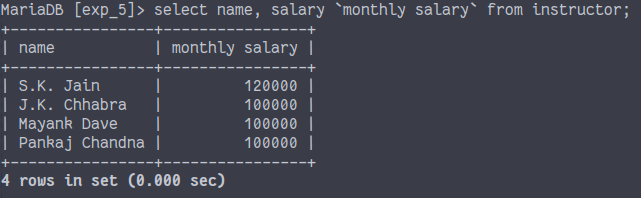 MariaDB [exp_5]> select name, salary `monthly salary` from instructor;
+----------------+----------------+
| name           | monthly salary |
+----------------+----------------+
| S.K. Jain      |         120000 |
| J.K. Chhabra   |         100000 |
| Mayank Dave    |         100000 |
| Pankaj Chandna |         100000 |
+----------------+----------------+
4 rows in set (0.000 sec)